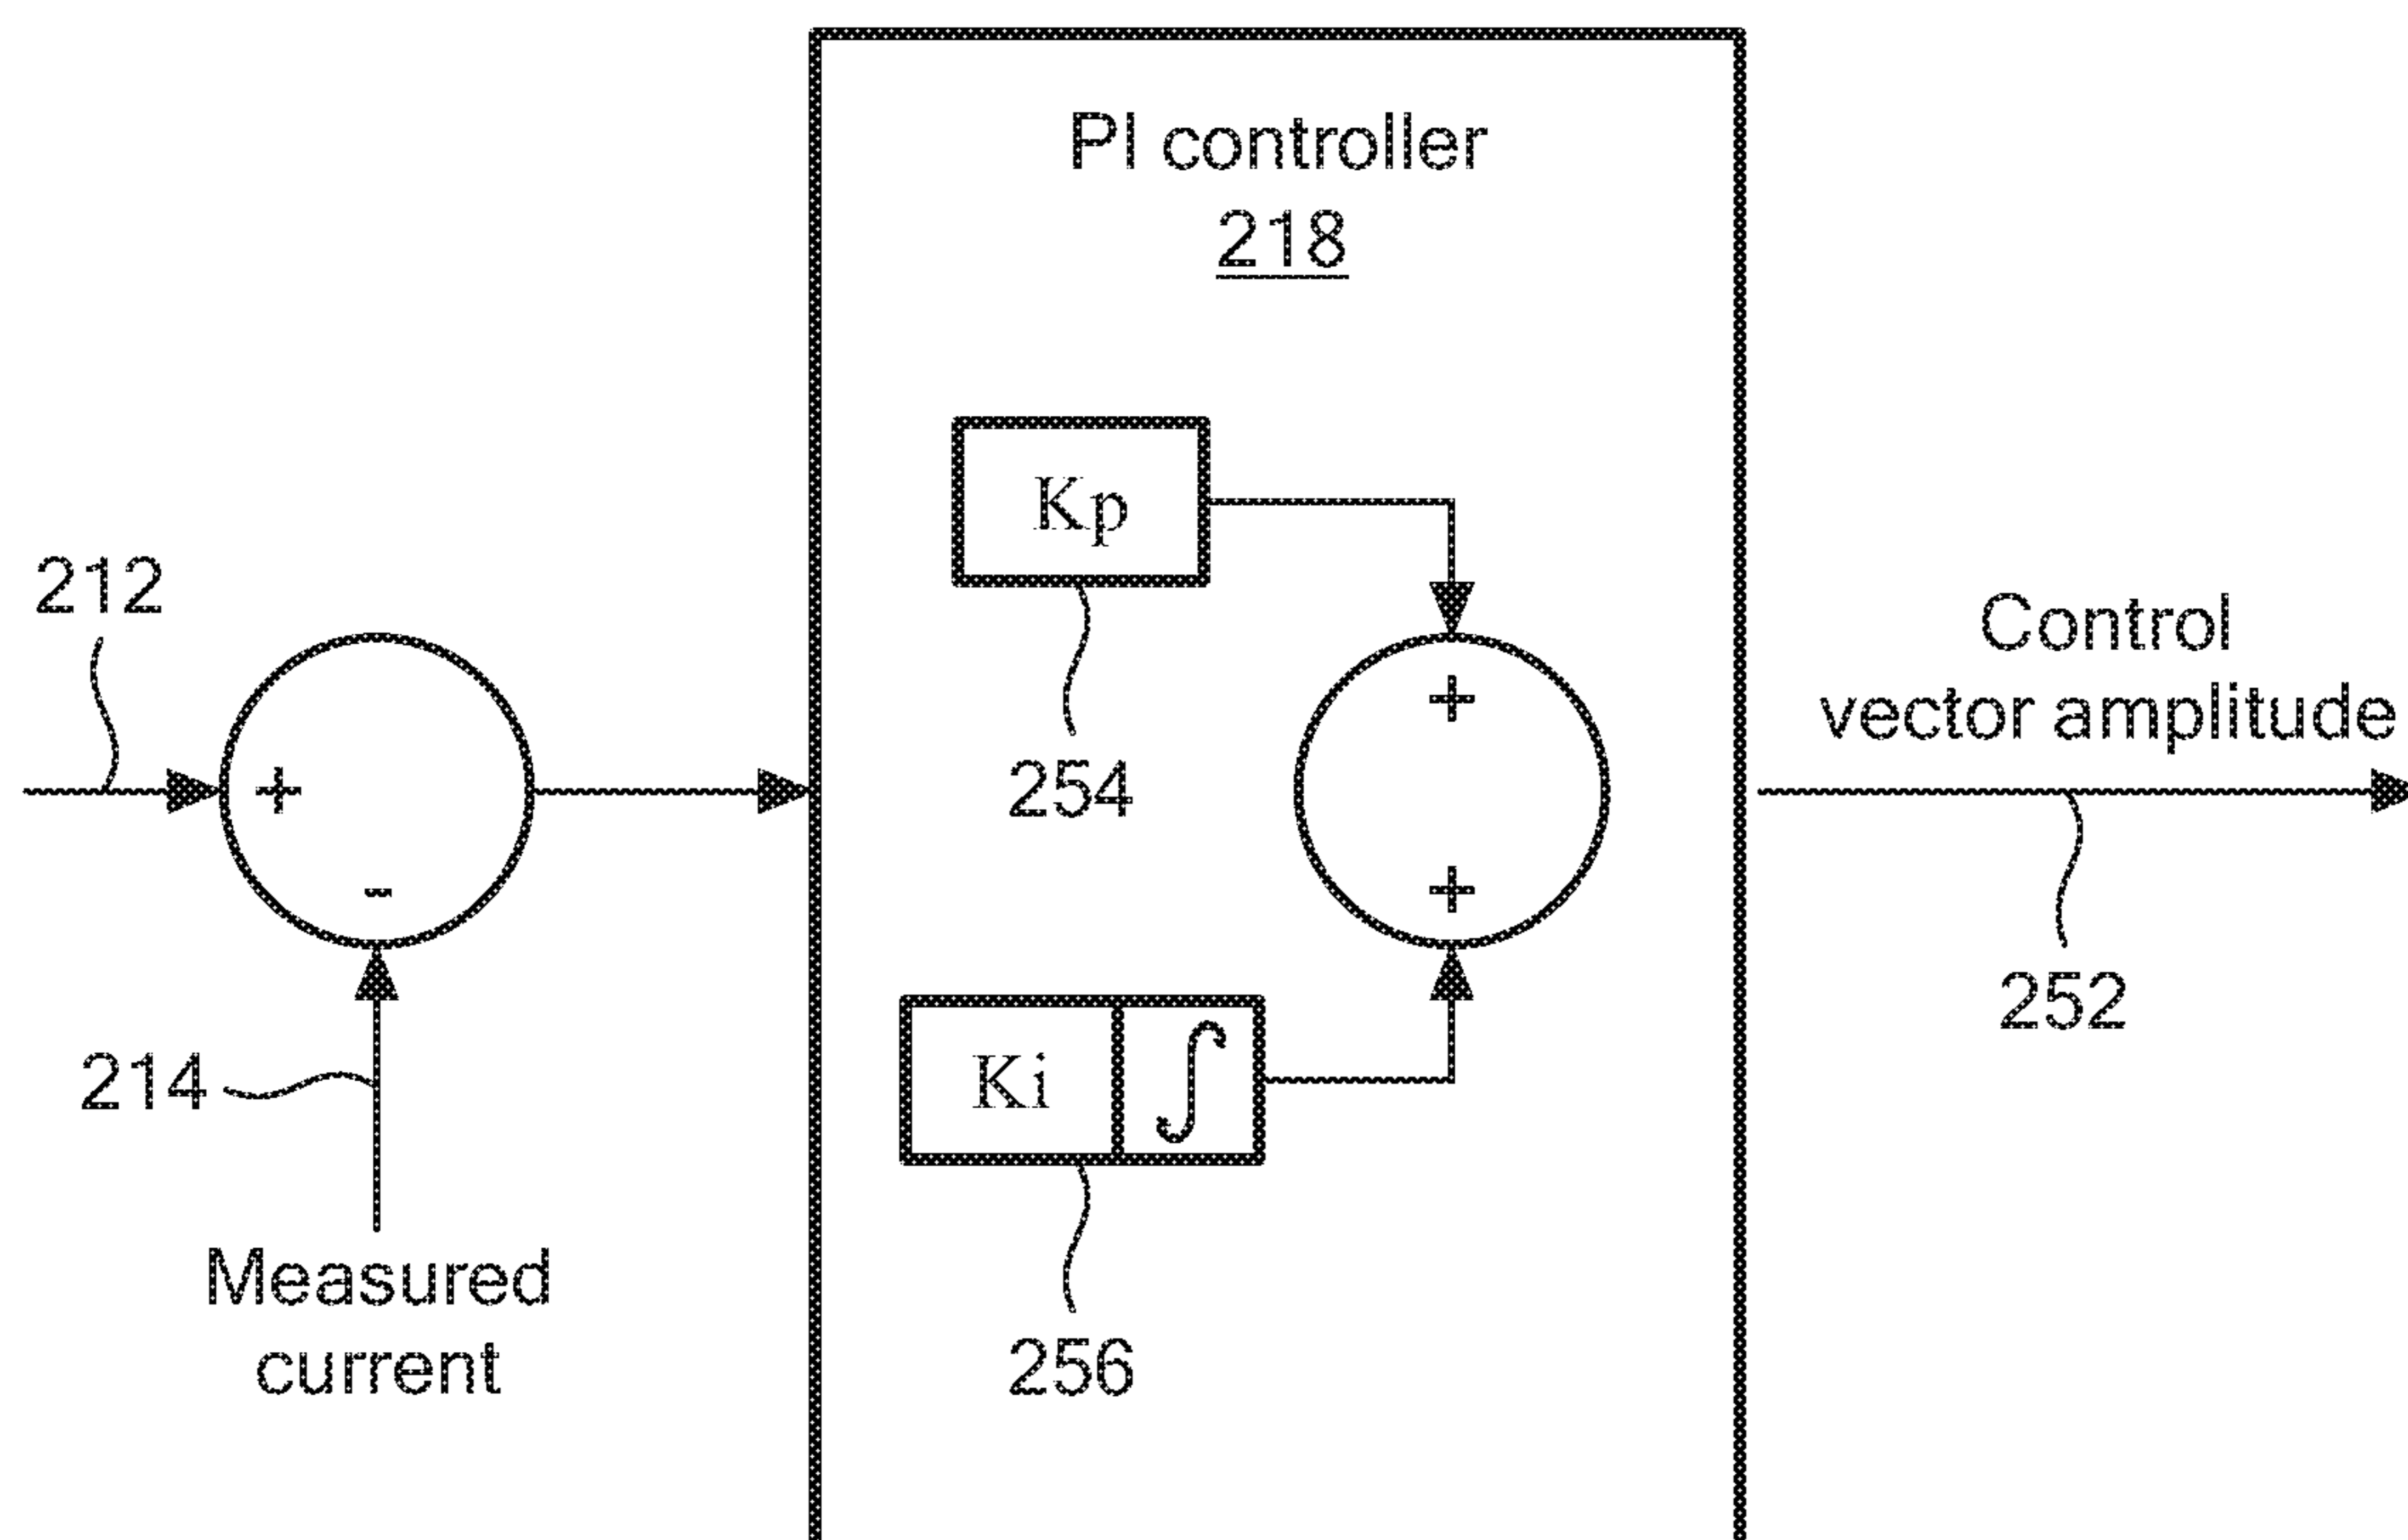 PI controller
218
Kp
212
+
-
254
+
+
Control
vector amplitude
252
214
Ki ∫
Measured
current
256